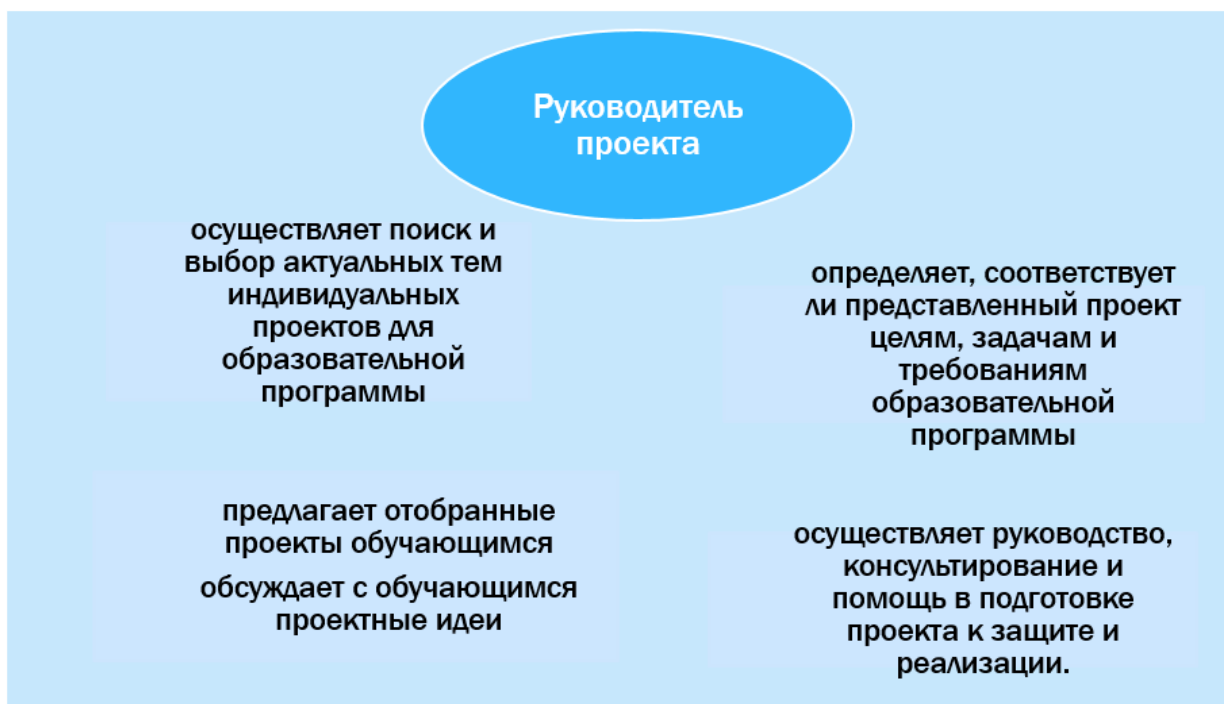 Руководитель
проекта
осуществляет поиск и
выбор актуальных тем
индивидуальных
проектов для
образовательной
программы
определяет, соответствует
ли представленный проект
целям, задачам и
требованиям
образовательной
программы
предлагает отобранные
проекты обучающимся
обсуждает с обучающимся
проектные идеи
осуществляет руководство,
консультирование и
помощь в подготовке
проекта к защите и
реализации.